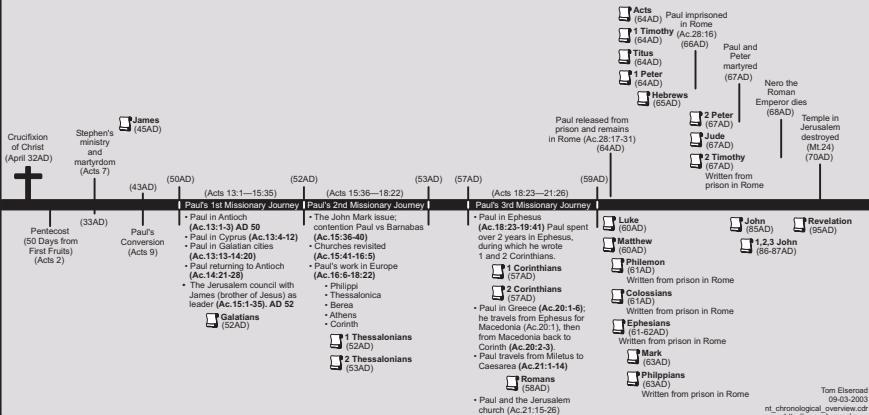 Crucifixion
of Christ
(April 32AD)
Stephen's
ministry
and
martyrdom
(Acts 7)
James
(45AD)
(43AD)
(33AD)
Pentecost
(50 Days from
First Fruits)
(Acts 2)
Paul's
Conversion
(Acts 9)
(50AD)
(Acts 13:1—15:35)
Paul's 1st Missionary Journey
• Paul in Antioch
(Ac.13:1-3) AD 50
• Paul in Cyprus (Ac.13:4-12)
• Paul in Galatian cities
(Ac.13:13-14:20)
• Paul returning to Antioch
(Ac.14:21-28)
• The Jerusalem council with
James (brother of Jesus) as
leader (Ac.15:1-35). AD 52
Galatians
(52AD)
(52AD)
(Acts 15:36—18:22)
(53AD)
Paul's 2nd Missionary Journey
• The John Mark issue;
contention Paul vs Barnabas
(Ac.15:36-40)
• Churches revisited
(Ac.15:41-16:5)
• Paul's work in Europe
(Ac.16:6-18:22)
• Philippi
• Thessalonica
• Berea
• Athens
• Corinth
1 Thessalonians
(52AD)
2 Thessalonians
(53AD)
(57AD)
(Acts 18:23—21:26)
(59AD)
Paul's 3rd Missionary Journey
• Paul in Ephesus
(Ac.18:23-19:41) Paul spent
over 2 years in Ephesus,
during which he wrote
1 and 2 Corinthians.
1 Corinthians
(57AD)
2 Corinthians
(57AD)
• Paul in Greece (Ac.20:1-6);
he travels from Ephesus for
Macedonia (Ac.20:1), then
from Macedonia back to
Corinth (Ac.20:2-3).
• Paul travels from Miletus to
Caesarea (Ac.21:1-14)
Romans
(58AD)
• Paul and the Jerusalem
church (Ac.21:15-26)
Paul released from
prison and remains
in Rome (Ac.28:17-31)
(64AD)
Acts
(64AD)
1 Timothy
(64AD)
Titus
(64AD)
1 Peter
(64AD)
Hebrews
(65AD)
Paul imprisoned
in Rome
(Ac.28:16)
(66AD)
Paul and
Peter
martyred
(67AD)
2 Peter
(67AD)
Jude
(67AD)
2 Timothy
(67AD)
Written from
prison in Rome
Nero the
Roman
Emperor dies
(68AD)
Temple in
Jerusalem
destroyed
(Mt.24)
(70AD)
Luke
(60AD)
Matthew
(60AD)
Philemon
(61AD)
Written from prison in Rome
Colossians
(61AD)
Written from prison in Rome
Ephesians
(61-62AD)
Written from prison in Rome
Mark
(63AD)
Philppians
(63AD)
Written from prison in Rome
John
(85AD)
1,2,3 John
(86-87AD)
Revelation
(95AD)
Tom Elseroad
09-03-2003
nt_chronological_overview.cdr